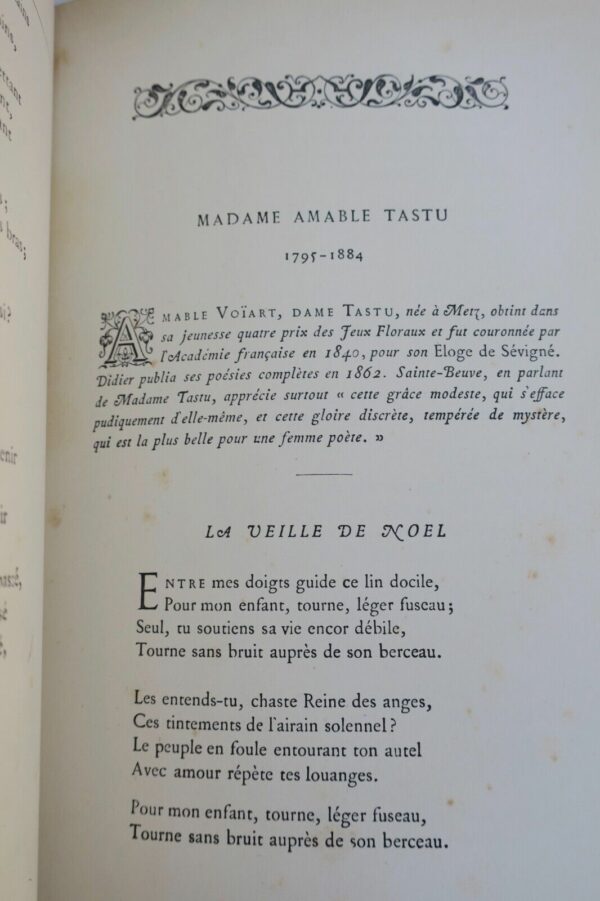 MADAME AMABLE TASTU
1795-1884
AMABLE VOÏART, DAME TASTU, née à Metz, obtint dans
sa jeunesse quatre prix des Jeux Floraux et fut couronnée par
l'Académie française en 1840, pour son Eloge de Sévigné.
Didier publia ses poésies complètes en 1862. Sainte-Beuve, en parlant
de Madame Tastu, apprécie surtout « cette grâce modeste, qui s'efface
pudiquement d'elle-même, et cette gloire discrète, tempérée de mystère,
qui est la plus belle pour une femme poète. »
LA VEILLE DE NOEL
ENTRE mes doigts guide ce lin docile,
Pour mon enfant, tourne, léger fuseau;
Seul, tu soutiens sa vie encor débile,
Tourne sans bruit auprès de son berceau.
Les entends-tu, chaste Reine des anges,
Ces tintements de l'airain solennel?
Le peuple en foule entourant ton autel
Avec amour répète tes louanges.
Pour mon enfant, tourne, léger fuseau,
Tourne sans bruit auprès de son berceau.